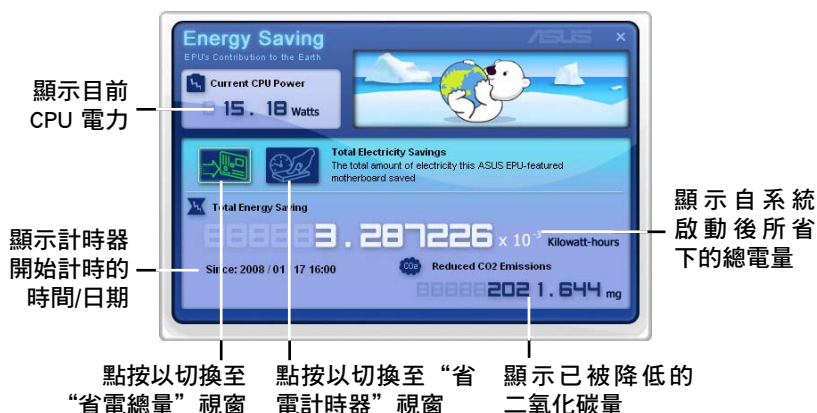 Energy Saving
EPU's Contribution to the Earth
ASUS
×
Current CPU Power
15.18 Watts
顯示目前
CPU 電力
Total Electricity Savings
The total amount of electricity this ASUS EPU-featured
motherboard saved
Total Energy Saving
3.287226 x 10⁻³ Kilowatt-hours
顯示自系統
啟動後所省
下的總電量
顯示計時器
開始計時的
時間/日期
Since: 2008 / 01 / 17 16:00
CO2 Reduced CO2 Emissions
2021.644 mg
點按以切換至
“省電總量”視窗
點按以切換至“省
電計時器”視窗
顯示已被降低的
二氧化碳量